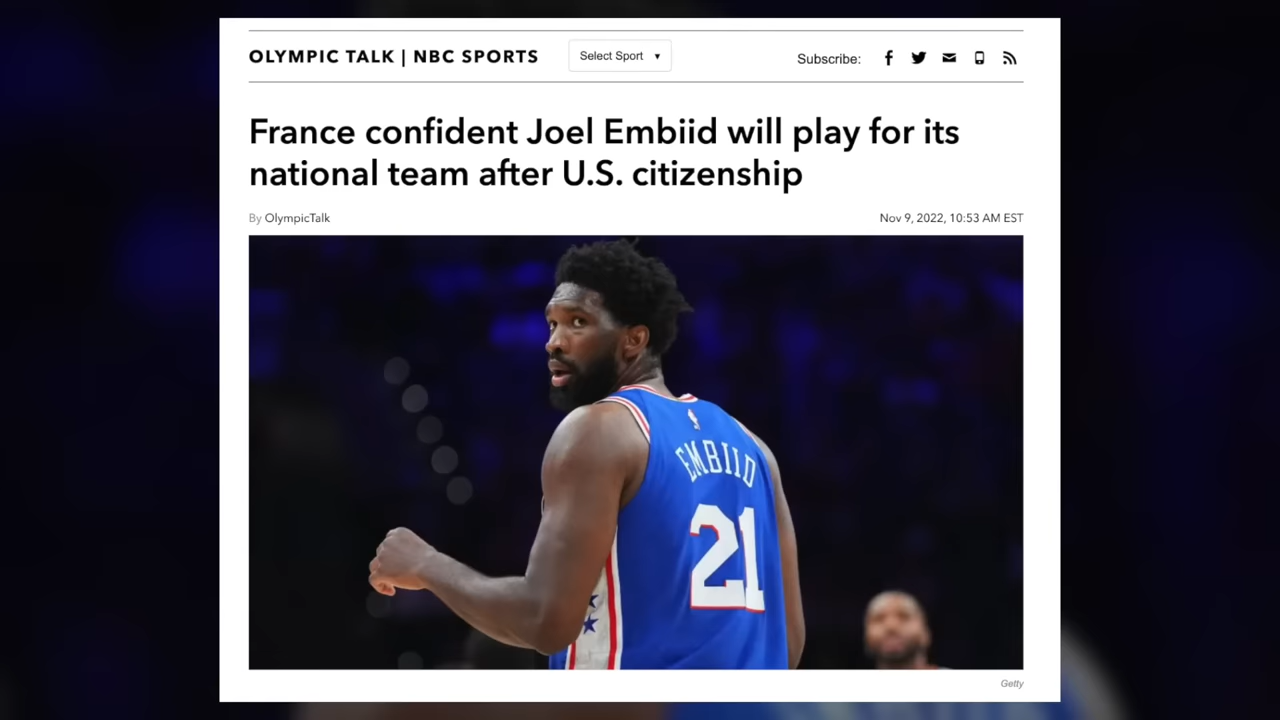 OLYMPIC TALK | NBC SPORTS
Select Sport
Subscribe:
France confident Joel Embiid will play for its
national team after U.S. citizenship
By OlympicTalk
Nov 9, 2022, 10:53 AM EST
EMBIID
21
Getty